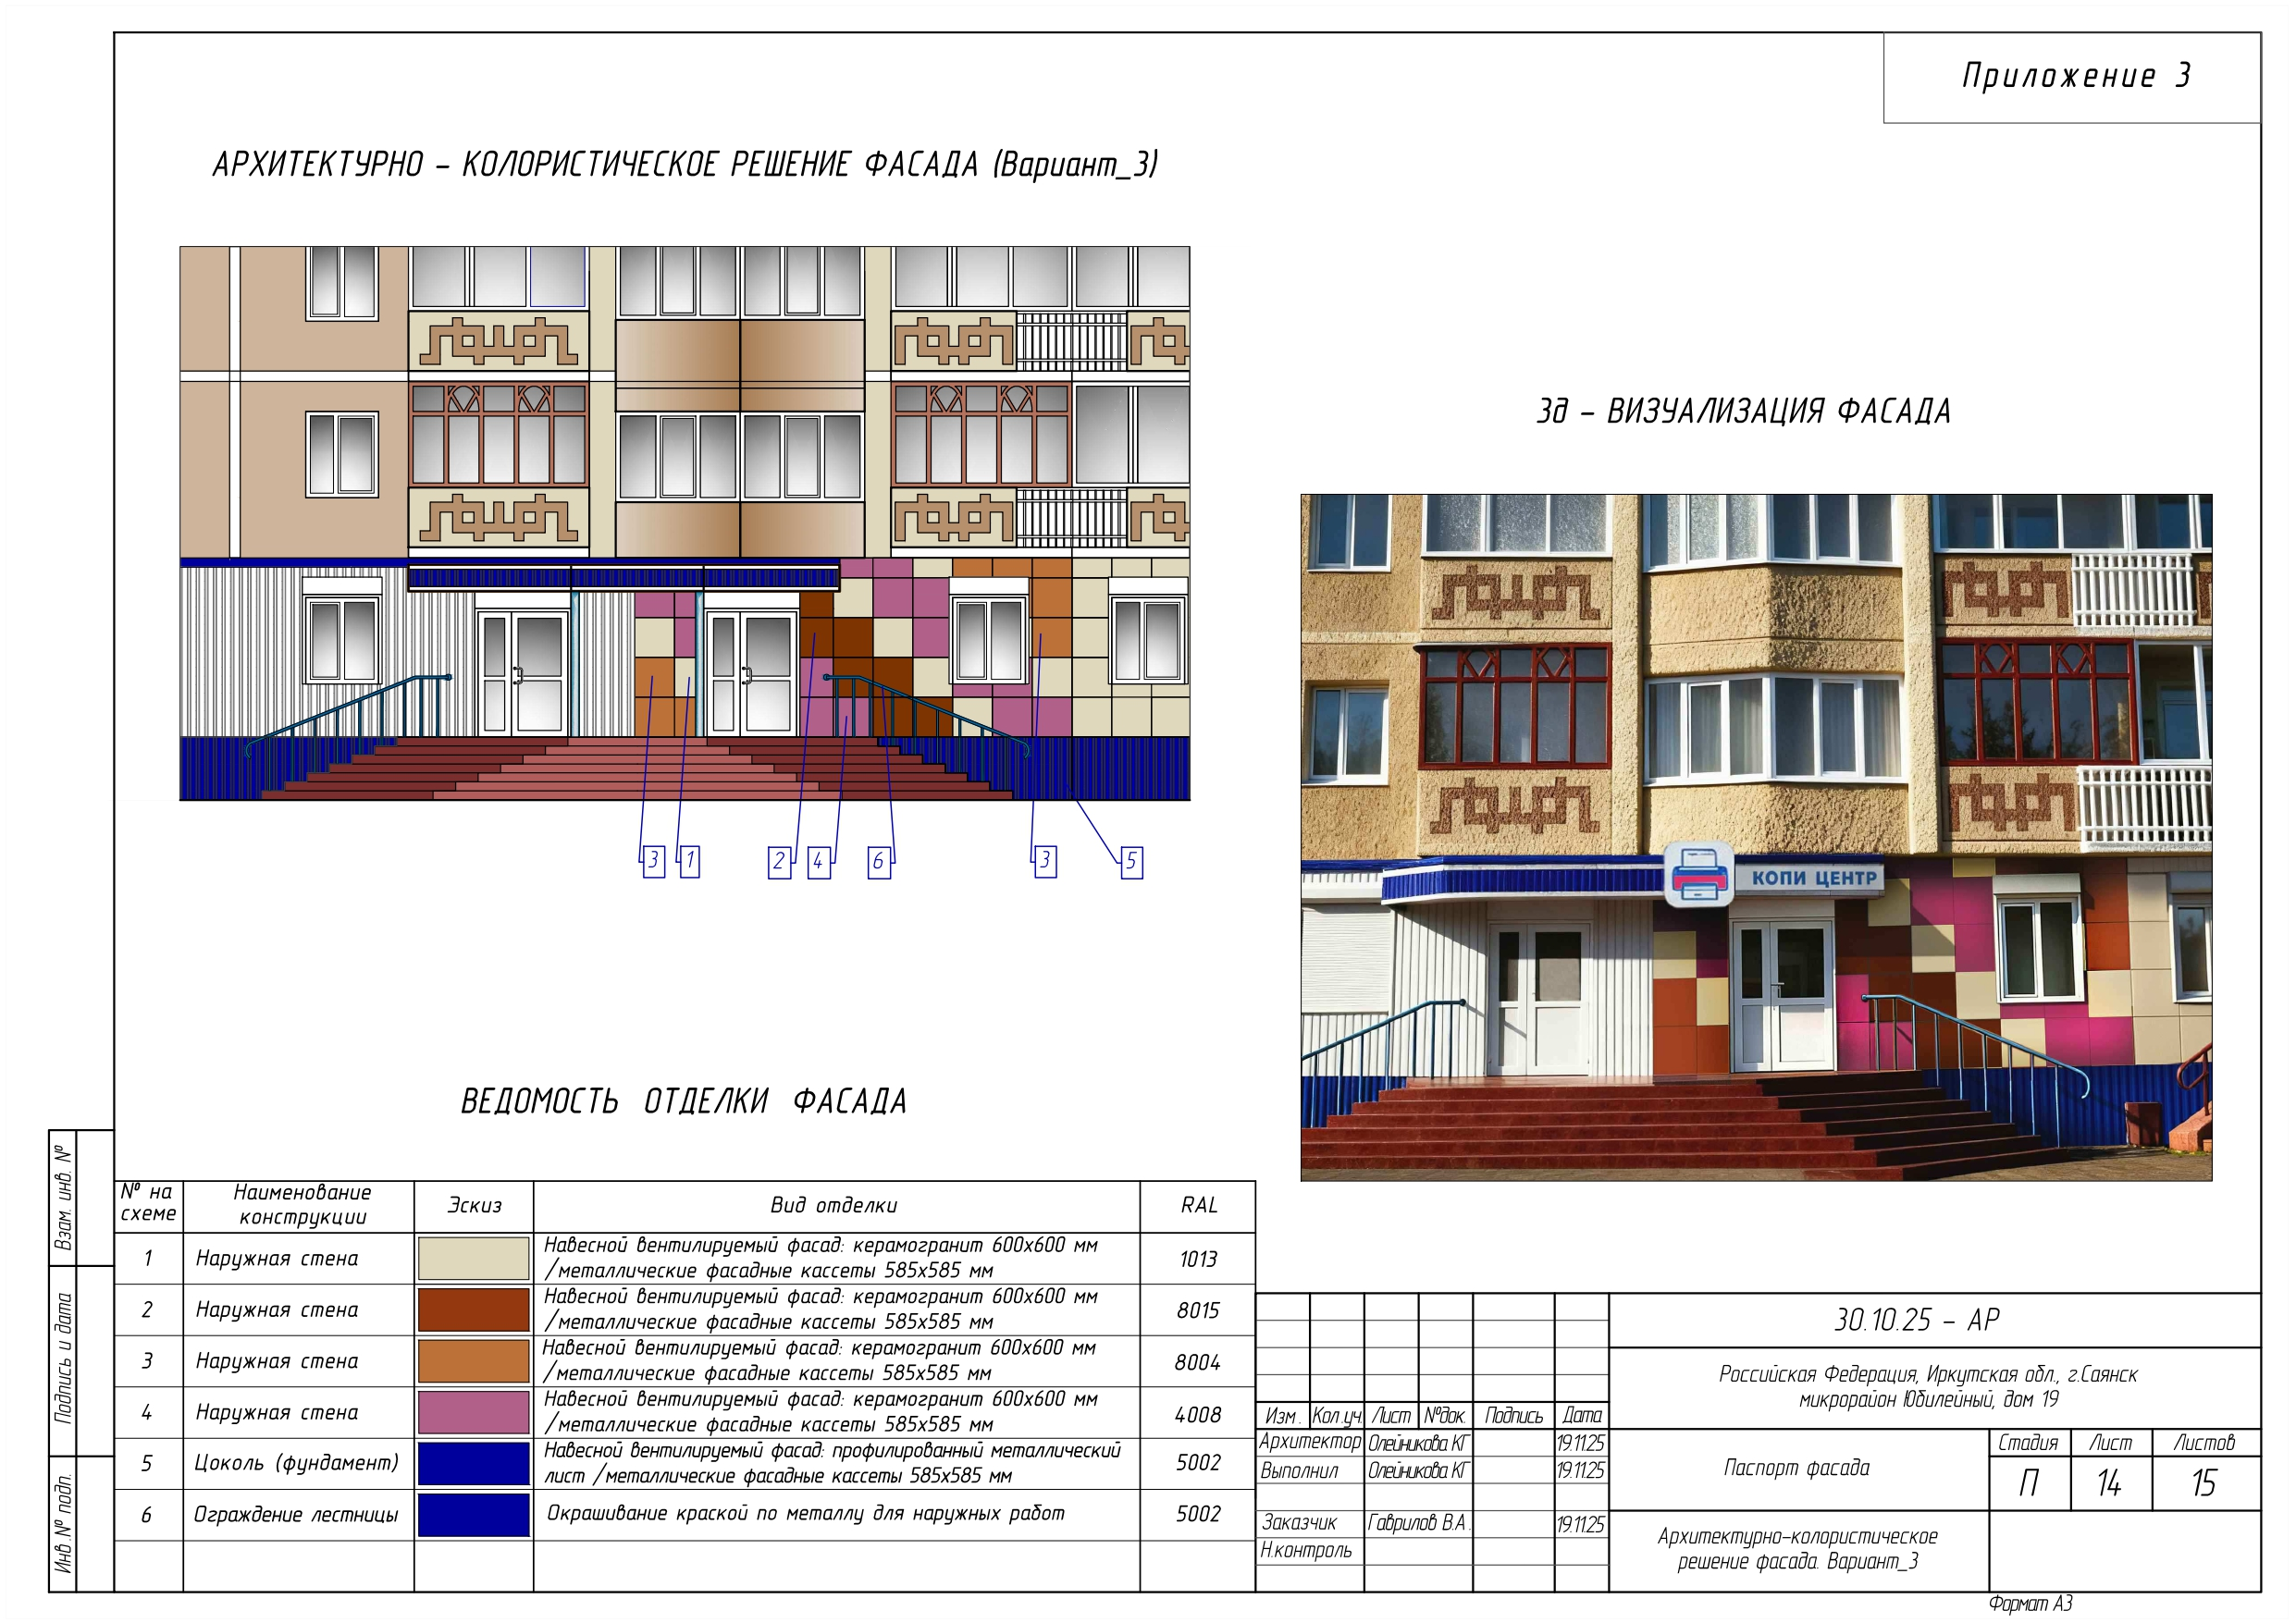 Приложение 3
АРХИТЕКТУРНО – КОЛОРИСТИЧЕСКОЕ РЕШЕНИЕ ФАСАДА (Вариант_3)
3д – ВИЗУАЛИЗАЦИЯ ФАСАДА
КОПИ ЦЕНТР
3 1 2 4 6 3 5
ВЕДОМОСТЬ ОТДЕЛКИ ФАСАДА
№ на схеме
Наименование конструкции
Эскиз
Вид отделки
RAL
1 Наружная стена
Навесной вентилируемый фасад: керамогранит 600х600 мм
/металлические фасадные кассеты 585х585 мм
1013
2 Наружная стена
Навесной вентилируемый фасад: керамогранит 600х600 мм
/металлические фасадные кассеты 585х585 мм
8015
3 Наружная стена
Навесной вентилируемый фасад: керамогранит 600х600 мм
/металлические фасадные кассеты 585х585 мм
8004
4 Наружная стена
Навесной вентилируемый фасад: керамогранит 600х600 мм
/металлические фасадные кассеты 585х585 мм
4008
5 Цоколь (фундамент)
Навесной вентилируемый фасад: профилированный металлический
лист /металлические фасадные кассеты 585х585 мм
5002
6 Ограждение лестницы
Окрашивание краской по металлу для наружных работ
5002
Взам. инв. №
Подпись и дата
Инв.№ подп.
30.10.25 – АР
Российская Федерация, Иркутская обл., г.Саянск
микрорайон Юбилейный, дом 19
Изм. Кол.уч. Лист №док. Подпись Дата
Архитектор Олейникова КГ 19.11.25
Выполнил Олейникова КГ 19.11.25
Заказчик Гаврилов В.А. 19.11.25
Н.контроль
Паспорт фасада
Стадия Лист Листов
П 14 15
Архитектурно-колористическое
решение фасада. Вариант_3
Формат А3